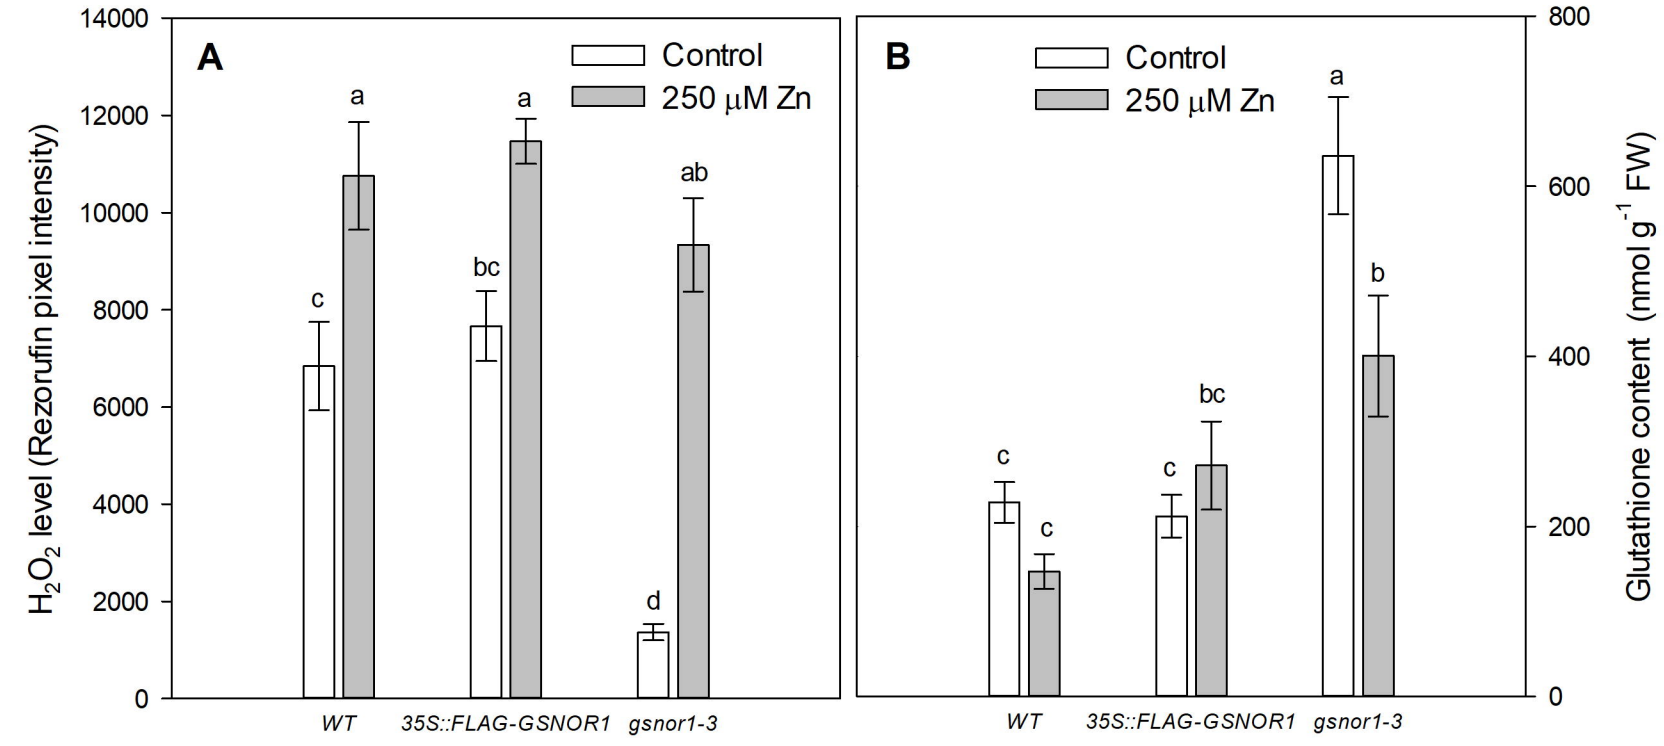 A
Control
250 μM Zn
H₂O₂ level (Rezorufin pixel intensity)
14000
12000
10000
8000
6000
4000
2000
0
c
a
bc
a
d
ab
WT
35S::FLAG-GSNOR1
gsnor1-3
B
Control
250 μM Zn
c
c
c
bc
a
b
WT
35S::FLAG-GSNOR1
gsnor1-3
800
600
400
200
0
Glutathione content (nmol g⁻¹ FW)